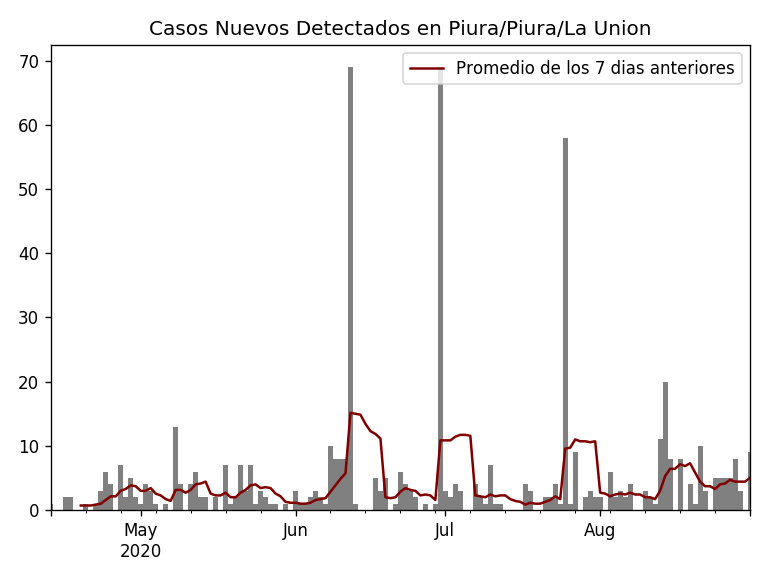 Casos Nuevos Detectados en Piura/Piura/La Union
Promedio de los 7 dias anteriores
70
60
50
40
30
20
10
0
May
2020
Jun
Jul
Aug